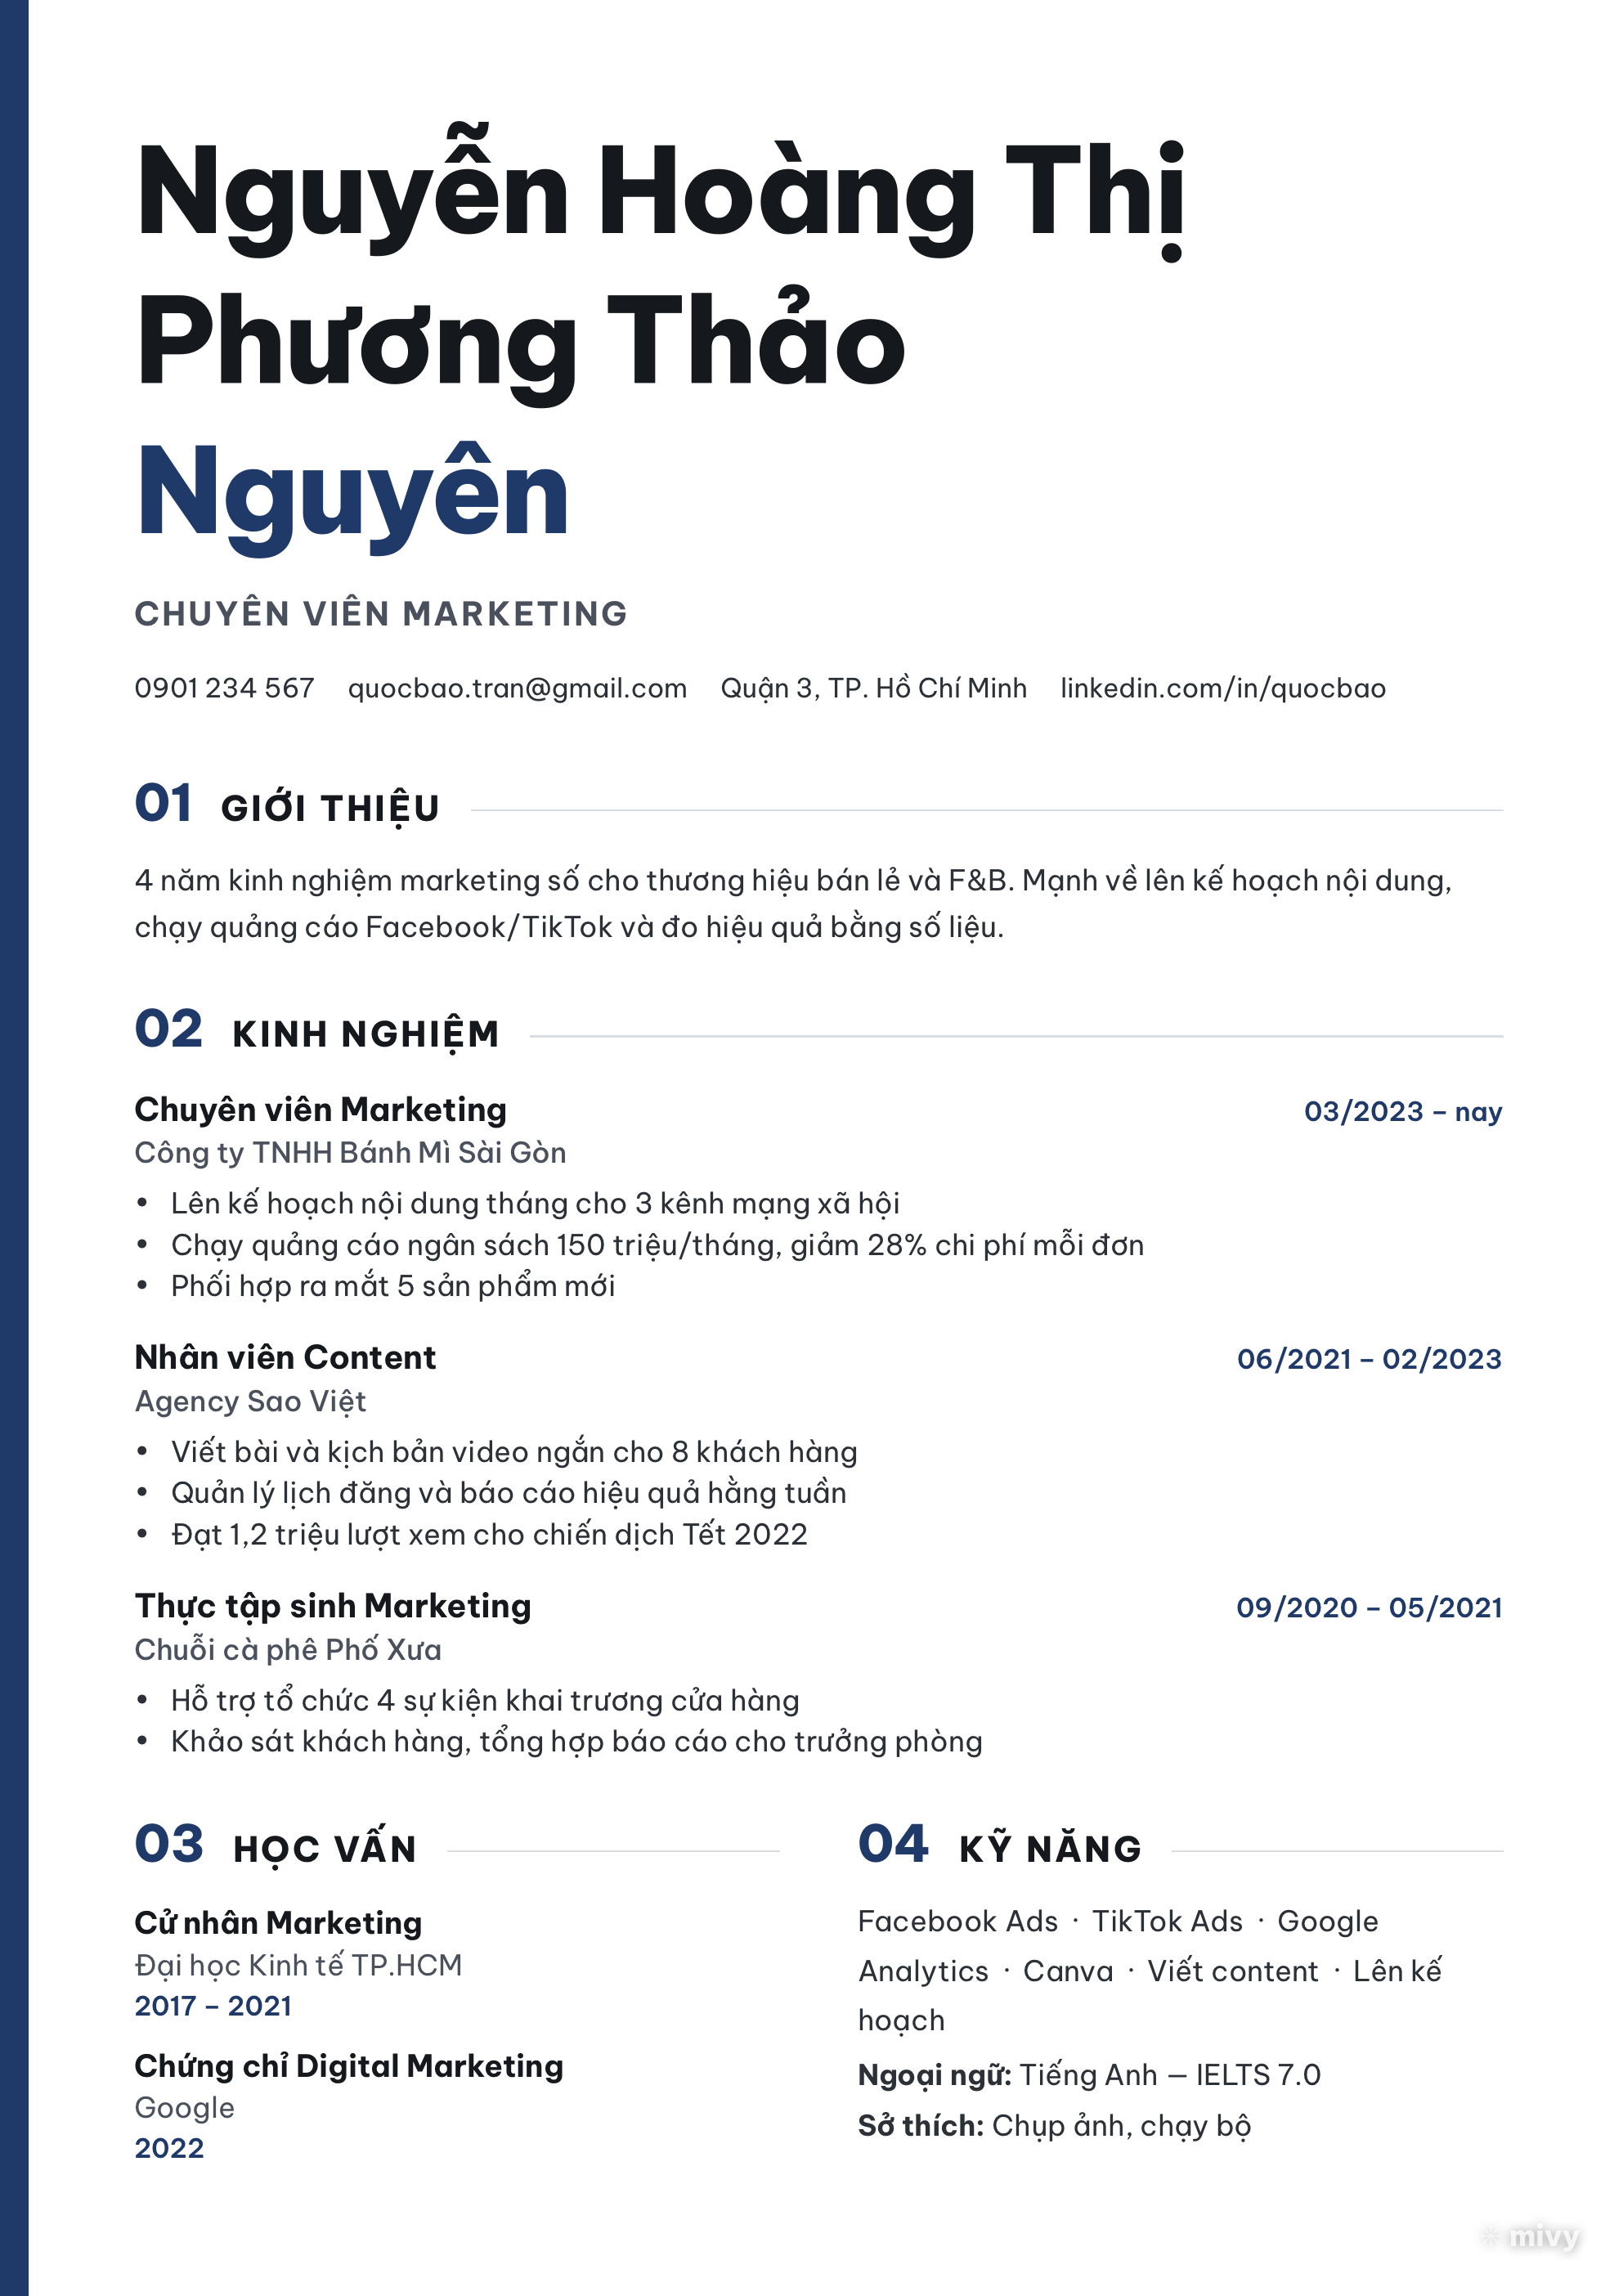 Nguyễn Hoàng Thị
Phương Thảo
Nguyên
CHUYÊN VIÊN MARKETING
0901 234 567 quocbao.tran@gmail.com Quận 3, TP. Hồ Chí Minh linkedin.com/in/quocbao
01 GIỚI THIỆU
4 năm kinh nghiệm marketing số cho thương hiệu bán lẻ và F&B. Mạnh về lên kế hoạch nội dung,
chạy quảng cáo Facebook/TikTok và đo hiệu quả bằng số liệu.
02 KINH NGHIỆM
Chuyên viên Marketing 03/2023 – nay
Công ty TNHH Bánh Mì Sài Gòn
• Lên kế hoạch nội dung tháng cho 3 kênh mạng xã hội
• Chạy quảng cáo ngân sách 150 triệu/tháng, giảm 28% chi phí mỗi đơn
• Phối hợp ra mắt 5 sản phẩm mới
Nhân viên Content 06/2021 – 02/2023
Agency Sao Việt
• Viết bài và kịch bản video ngắn cho 8 khách hàng
• Quản lý lịch đăng và báo cáo hiệu quả hằng tuần
• Đạt 1,2 triệu lượt xem cho chiến dịch Tết 2022
Thực tập sinh Marketing 09/2020 – 05/2021
Chuỗi cà phê Phố Xưa
• Hỗ trợ tổ chức 4 sự kiện khai trương cửa hàng
• Khảo sát khách hàng, tổng hợp báo cáo cho trưởng phòng
03 HỌC VẤN
Cử nhân Marketing
Đại học Kinh tế TP.HCM
2017 – 2021
Chứng chỉ Digital Marketing
Google
2022
04 KỸ NĂNG
Facebook Ads · TikTok Ads · Google
Analytics · Canva · Viết content · Lên kế
hoạch
Ngoại ngữ: Tiếng Anh — IELTS 7.0
Sở thích: Chụp ảnh, chạy bộ
mivy